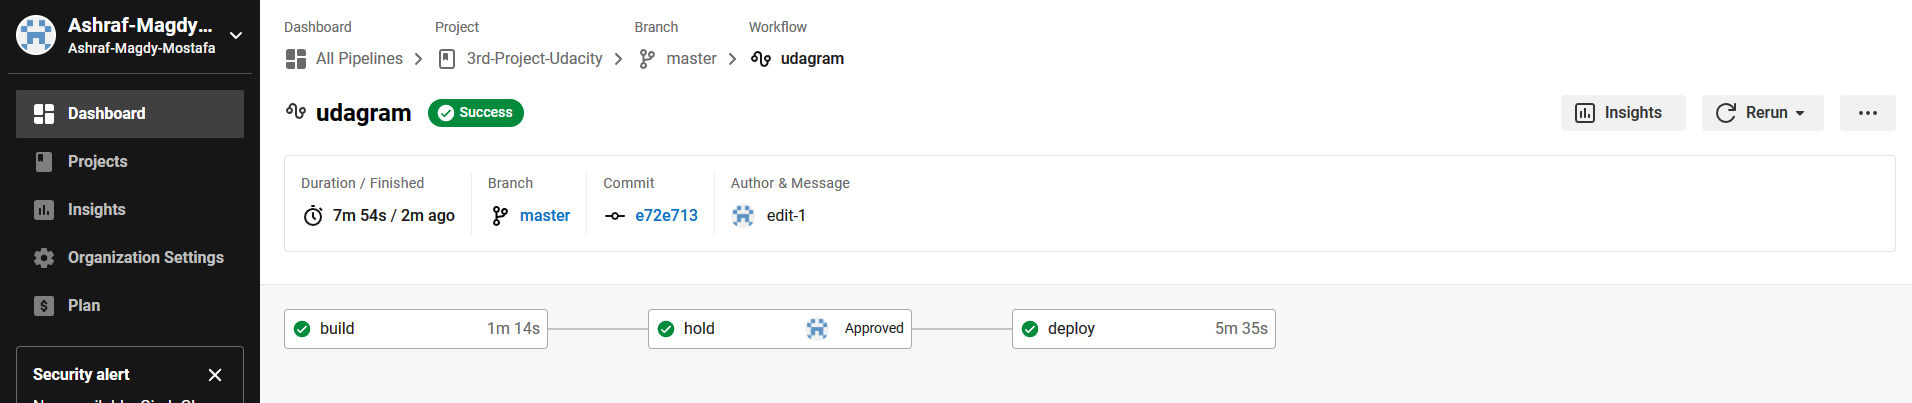 Ashraf-Magdy...
Ashraf-Magdy-Mostafa
Dashboard
Projects
Insights
Organization Settings
Plan
Security alert
Dashboard Project Branch Workflow
All Pipelines 3rd-Project-Udacity master udagram
udagram Success Insights Rerun
Duration / Finished Branch Commit Author & Message
7m 54s / 2m ago master e72e713 edit-1
build 1m 14s hold Approved deploy 5m 35s